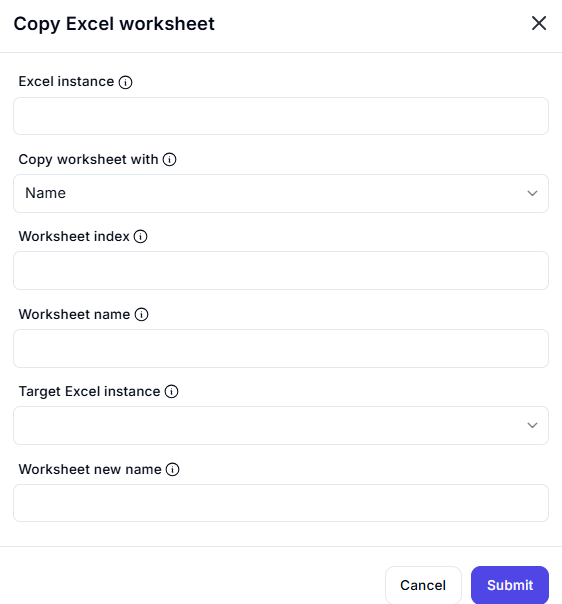 Copy Excel worksheet
Excel instance
Copy worksheet with
Name
Worksheet index
Worksheet name
Target Excel instance
Worksheet new name
Cancel Submit